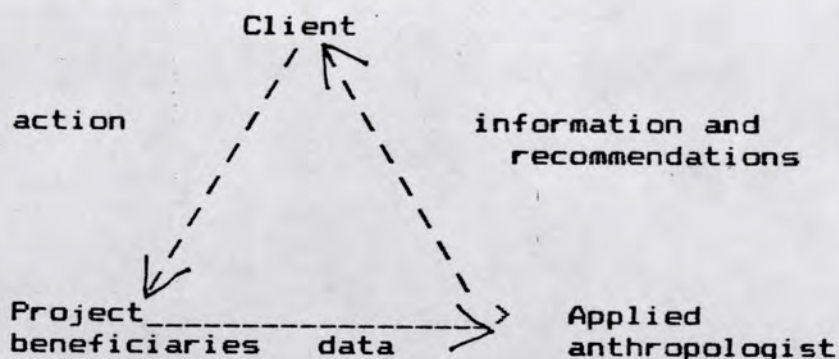 Client
action
information and
recommendations
Project
beneficiaries data
Applied
anthropologist